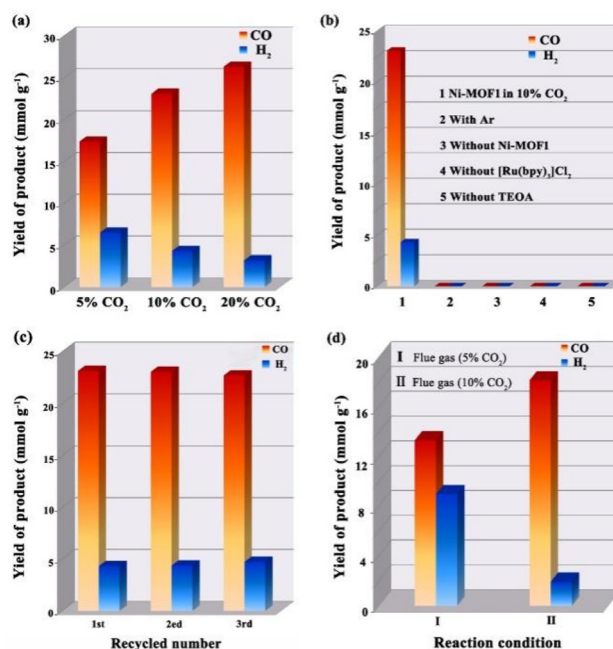 (a)
CO
H2
Yield of product (mmol g⁻¹)
30
25
20
15
10
5
0
5% CO2
10% CO2
20% CO2
(b)
CO
H2
Yield of product (mmol g⁻¹)
25
20
15
10
5
0
1 Ni-MOF1 in 10% CO2
2 With Ar
3 Without Ni-MOF1
4 Without [Ru(bpy)3]Cl2
5 Without TEOA
1 2 3 4 5
(c)
CO
H2
Yield of product (mmol g⁻¹)
25
20
15
10
5
0
1st 2ed 3rd
Recycled number
(d)
CO
H2
I Flue gas (5% CO2)
II Flue gas (10% CO2)
Yield of product (mmol g⁻¹)
20
16
12
8
4
0
I II
Reaction condition